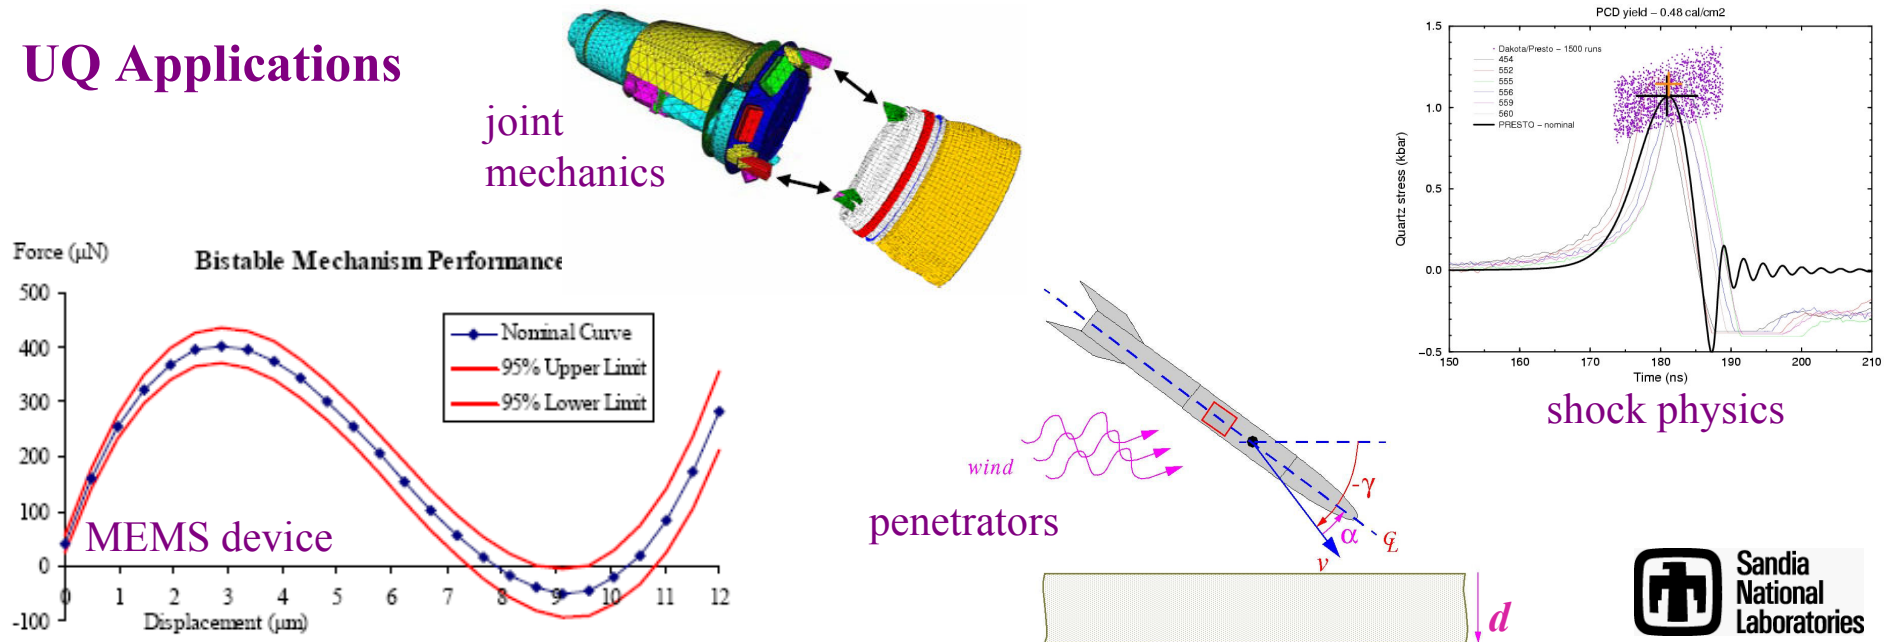 UQ Applications
joint
mechanics
Force (μN)
Bistable Mechanism Performance
500
400
300
200
100
0
-100
0 1 2 3 4 5 6 7 8 9 10 11 12
Displacement (μm)
Nominal Curve
95% Upper Limit
95% Lower Limit
MEMS device
wind
penetrators
-γ
α
v
℄
d
PCD yield – 0.48 cal/cm2
Dakota/Presto – 1500 runs
454
552
555
556
559
560
PRESTO – nominal
Quartz stress (kbar)
1.5
1.0
0.5
0.0
−0.5
150 160 170 180 190 200 210
Time (ns)
shock physics
Sandia
National
Laboratories